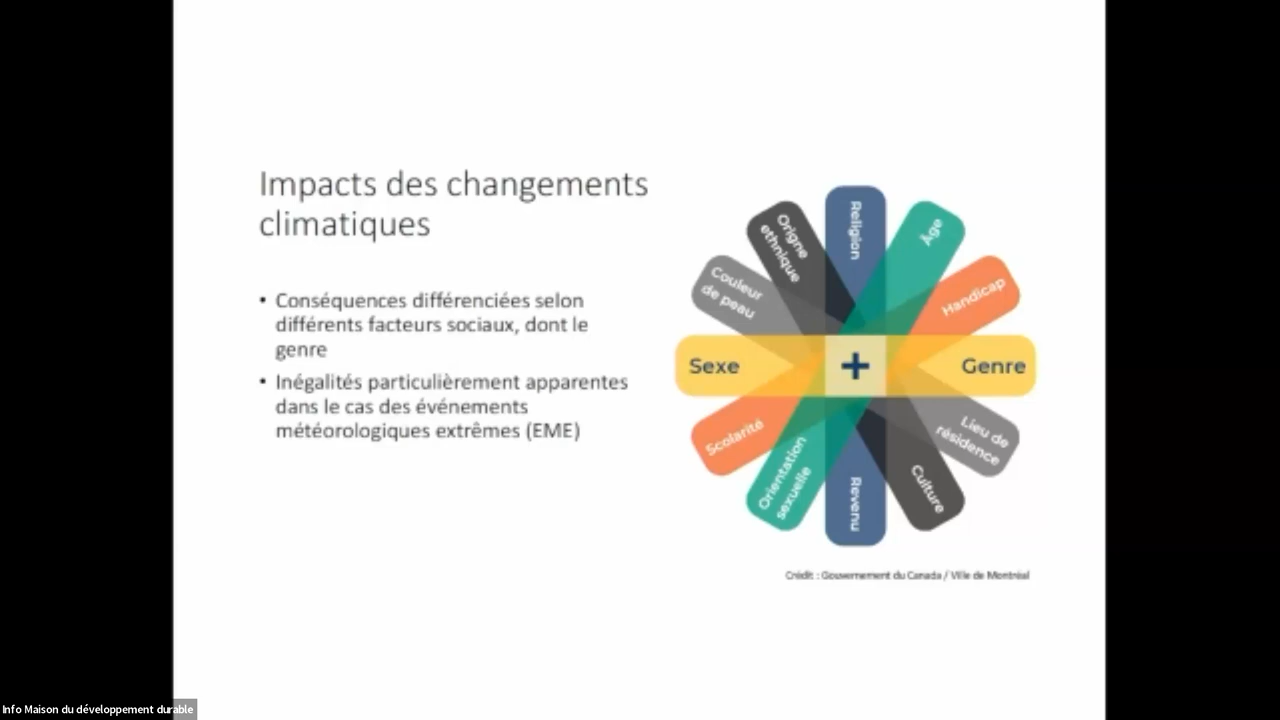 Impacts des changements
climatiques
• Conséquences différenciées selon
différents facteurs sociaux, dont le
genre
• Inégalités particulièrement apparentes
dans le cas des événements
météorologiques extrêmes (EME)
Religion
Âge
Origne
ethnique
Handicap
Couleur
de peau
Sexe
+
Genre
Scolarité
Lieu de
résidence
Orientation
sexuelle
Revenu
Culture
Crédit : Gouvernement du Canada / Ville de Montréal
Info Maison du développement durable